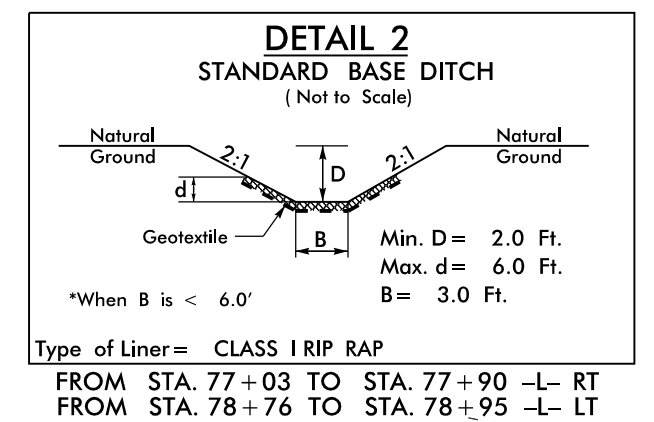 DETAIL 2
STANDARD BASE DITCH
( Not to Scale)
Natural
Ground
2:1
D
2:1
Natural
Ground
d
Geotextile
B
Min. D = 2.0 Ft.
Max. d = 6.0 Ft.
B = 3.0 Ft.
*When B is < 6.0'
Type of Liner = CLASS I RIP RAP
FROM STA. 77+03 TO STA. 77+90 -L- RT
FROM STA. 78+76 TO STA. 78+95 -L- LT